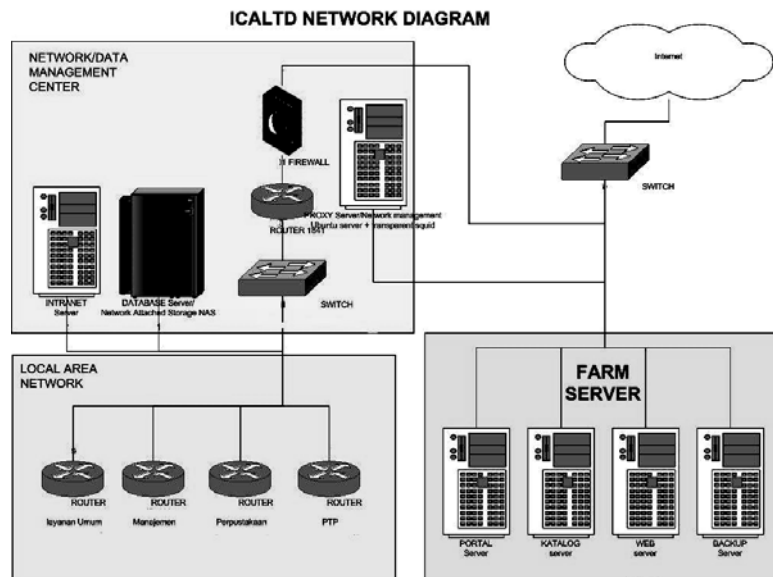 ICALTD NETWORK DIAGRAM
NETWORK/DATA
MANAGEMENT
CENTER
Internet
FIREWALL
SWITCH
PROXY Server/Network management
Ubuntu server + transparent squid
ROUTER 1841
INTRANET
Server
DATABASE Server/
Network Attached Storage NAS
SWITCH
LOCAL AREA
NETWORK
FARM
SERVER
ROUTER
ROUTER
ROUTER
ROUTER
layanan Umum
Manajemen
Perpustakaan
PTP
PORTAL
Server
KATALOG
server
WEB
server
BACKUP
Server